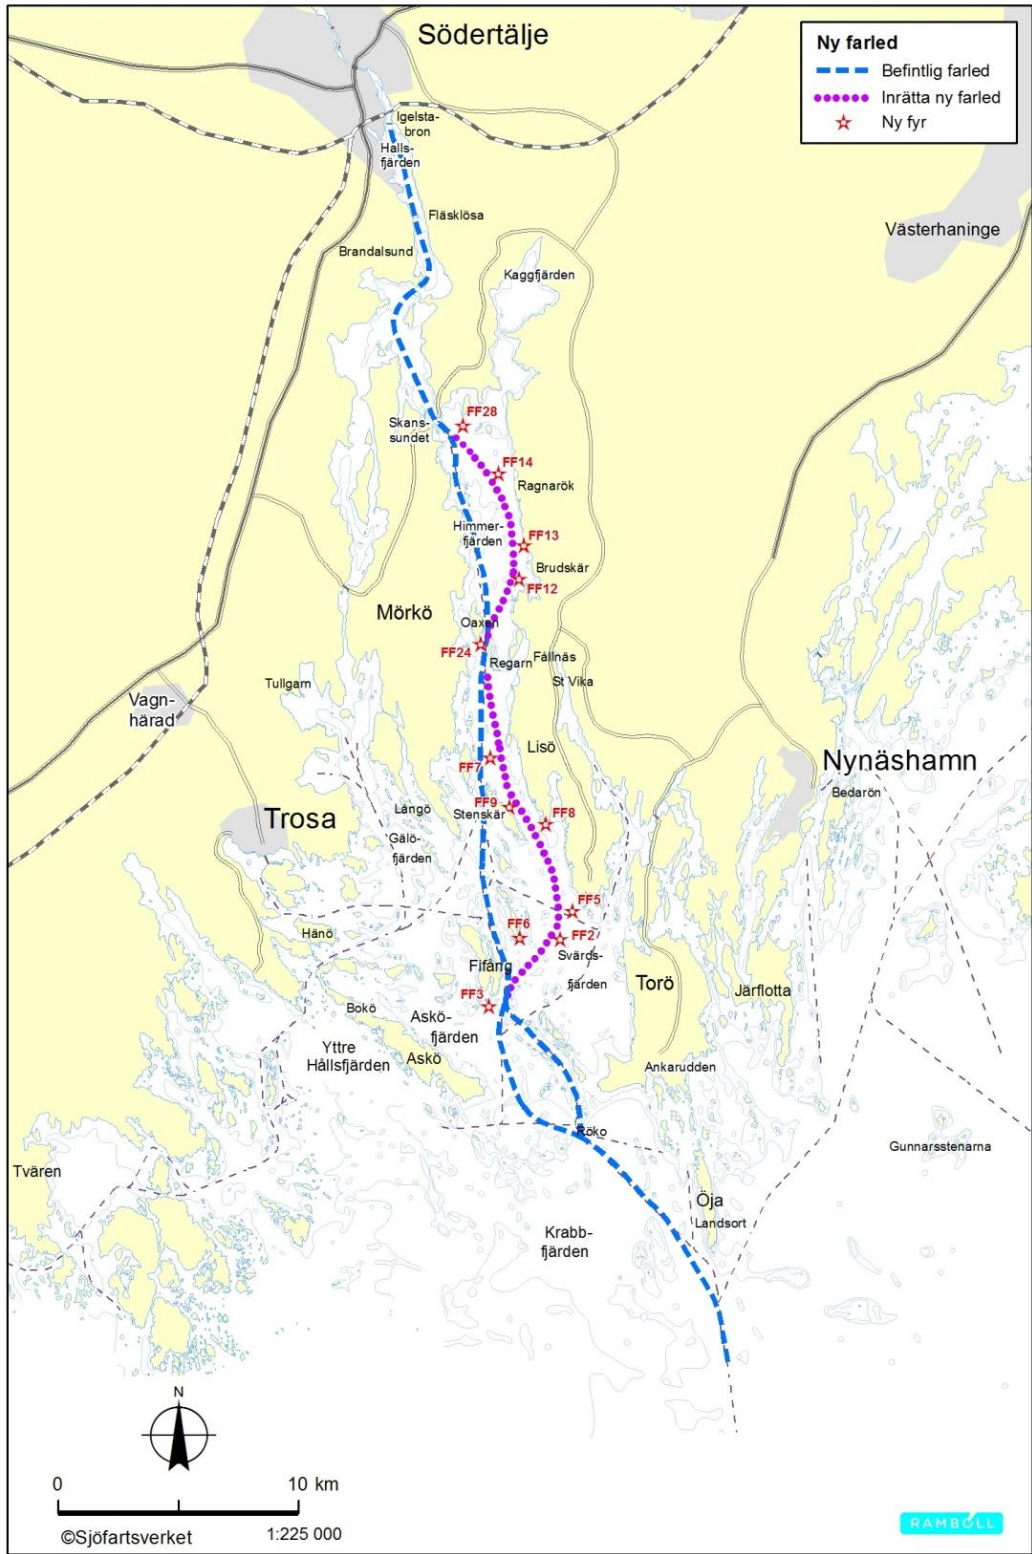 Södertälje
Ny farled
Befintlig farled
Inrätta ny farled
Ny fyr
Igelsta-
bron
Halls-
fjärden
Fläsklösa
Västerhaninge
Brandalsund
Kaggfjärden
Skans-
sundet
FF28
FF14
Ragnarök
Himmer-
fjärden
FF13
Brudskär
FF12
Mörkö
Oaxen
FF24
Regarn
Fållnäs
St Vika
Tullgarn
Vagn-
härad
Lisö
FF7
Nynäshamn
Bedarön
Trosa
Långö
FF9
Stenskär
FF8
Gälö-
fjärden
FF5
Hänö
FF6
FF2
Svärds-
fjärden
Fifång
Torö
Järflotta
FF3
Bokö
Askö-
fjärden
Yttre
Hållsfjärden
Askö
Ankarudden
Röko
Gunnarsstenarna
Tvären
Öja
Landsort
Krabb-
fjärden
N
0 10 km
©Sjöfartsverket 1:225 000
RAMBOLL